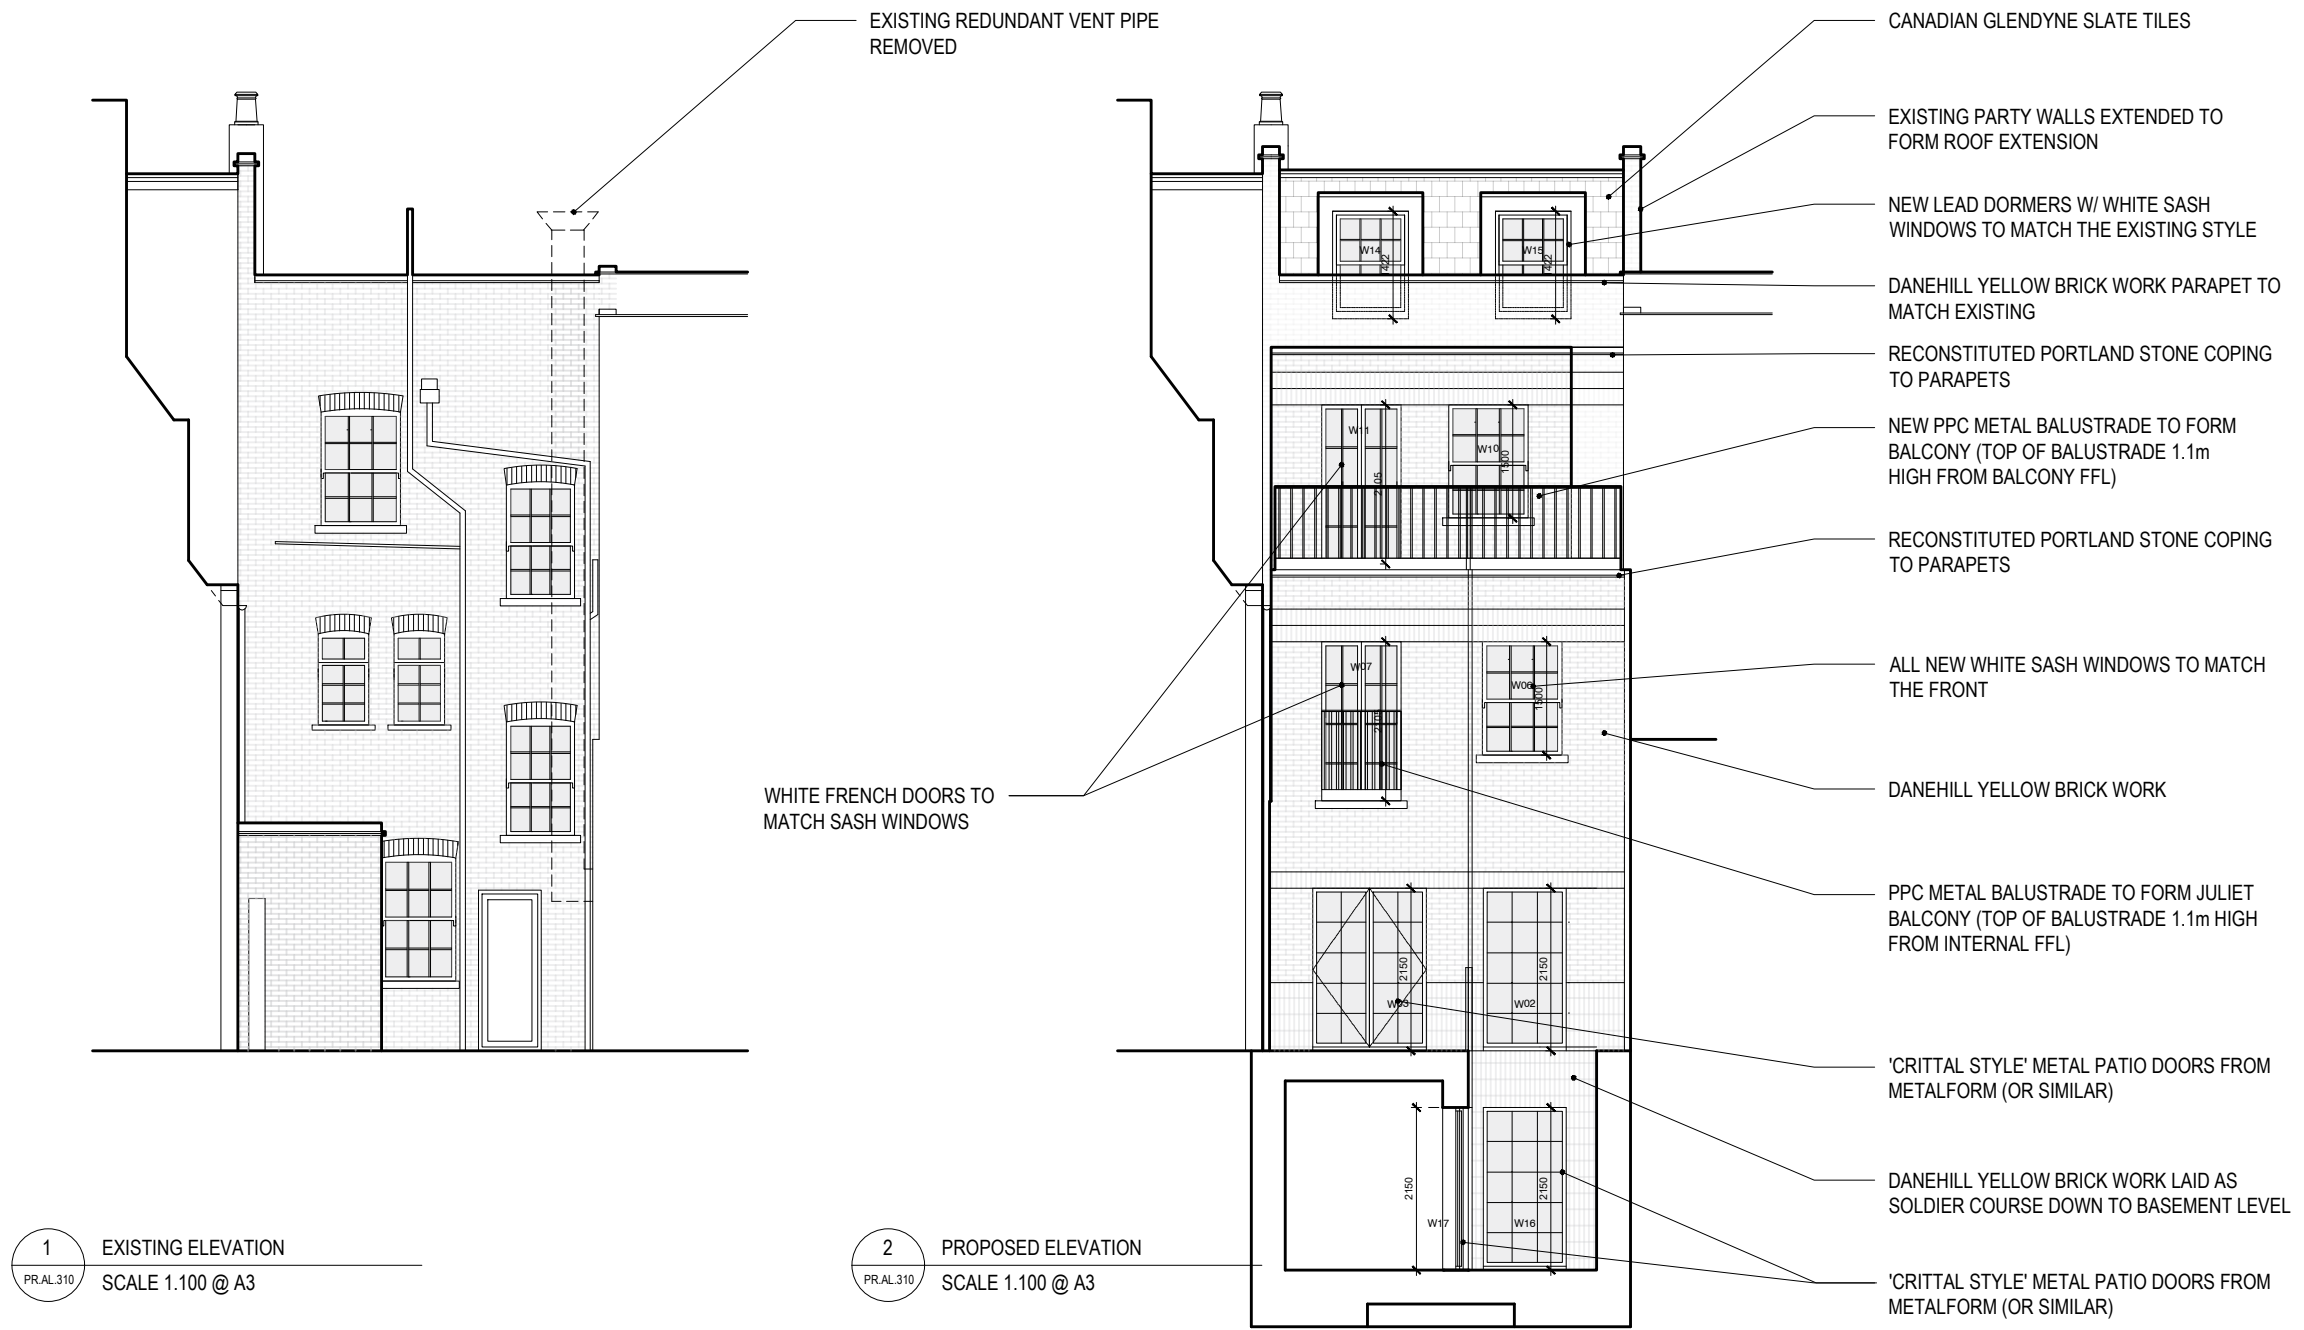 EXISTING REDUNDANT VENT PIPE
REMOVED
CANADIAN GLENDYNE SLATE TILES
EXISTING PARTY WALLS EXTENDED TO
FORM ROOF EXTENSION
NEW LEAD DORMERS W/ WHITE SASH
WINDOWS TO MATCH THE EXISTING STYLE
DANEHILL YELLOW BRICK WORK PARAPET TO
MATCH EXISTING
RECONSTITUTED PORTLAND STONE COPING
TO PARAPETS
NEW PPC METAL BALUSTRADE TO FORM
BALCONY (TOP OF BALUSTRADE 1.1m
HIGH FROM BALCONY FFL)
RECONSTITUTED PORTLAND STONE COPING
TO PARAPETS
ALL NEW WHITE SASH WINDOWS TO MATCH
THE FRONT
DANEHILL YELLOW BRICK WORK
PPC METAL BALUSTRADE TO FORM JULIET
BALCONY (TOP OF BALUSTRADE 1.1m HIGH
FROM INTERNAL FFL)
'CRITTAL STYLE' METAL PATIO DOORS FROM
METALFORM (OR SIMILAR)
DANEHILL YELLOW BRICK WORK LAID AS
SOLDIER COURSE DOWN TO BASEMENT LEVEL
'CRITTAL STYLE' METAL PATIO DOORS FROM
METALFORM (OR SIMILAR)
WHITE FRENCH DOORS TO
MATCH SASH WINDOWS
W14
W15
W11
2105
W10
1500
W07
2105
1500
W03
2150
W02
2150
2150
W17
W16
2150
1
PR.AL.310
EXISTING ELEVATION
SCALE 1.100 @ A3
2
PR.AL.310
PROPOSED ELEVATION
SCALE 1.100 @ A3